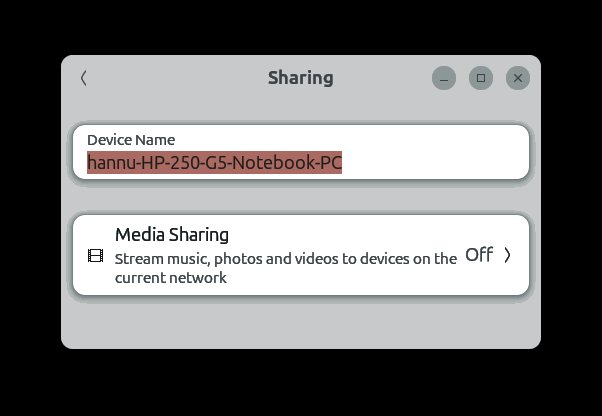 Sharing
Device Name
hannu-HP-250-G5-Notebook-PC
Media Sharing
Stream music, photos and videos to devices on the
current network
Off